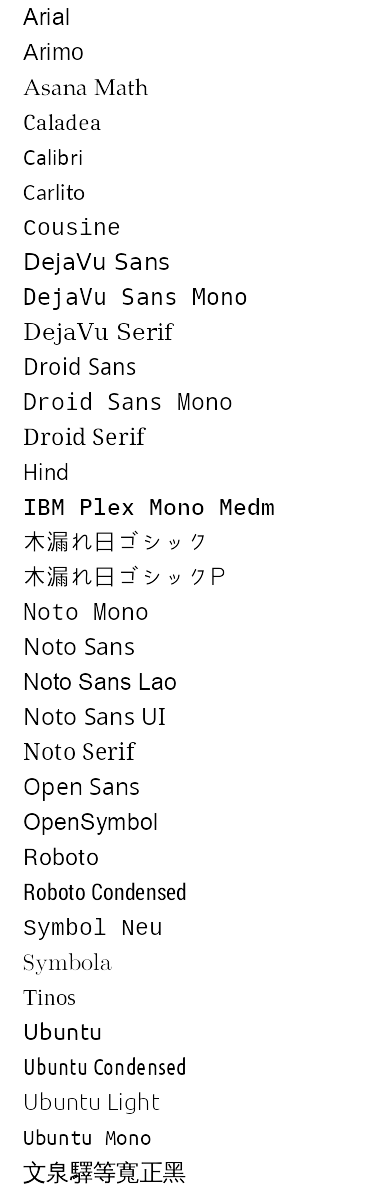 Arial
Arimo
Asana Math
Caladea
Calibri
Carlito
Cousine
DejaVu Sans
DejaVu Sans Mono
DejaVu Serif
Droid Sans
Droid Sans Mono
Droid Serif
Hind
IBM Plex Mono Medm
木漏れ日ゴシック
木漏れ日ゴシックP
Noto Mono
Noto Sans
Noto Sans Lao
Noto Sans UI
Noto Serif
Open Sans
OpenSymbol
Roboto
Roboto Condensed
Symbol Neu
Symbola
Tinos
Ubuntu
Ubuntu Condensed
Ubuntu Light
Ubuntu Mono
文泉驛等寬正黑